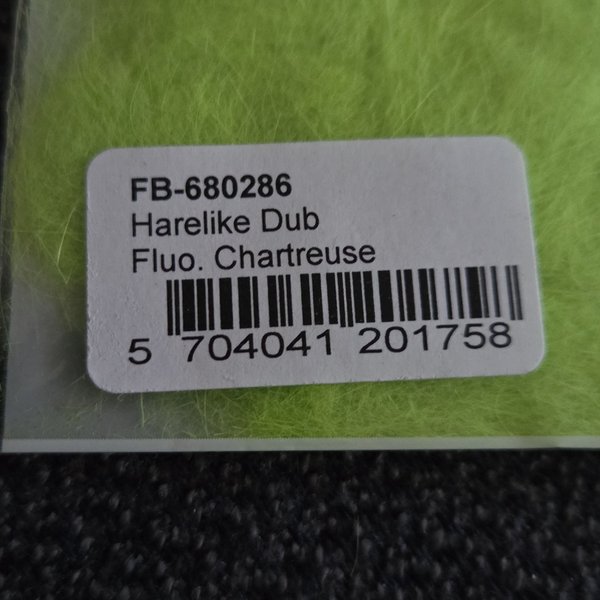 FB-680286
Harelike Dub
Fluo. Chartreuse
5 704041 201758